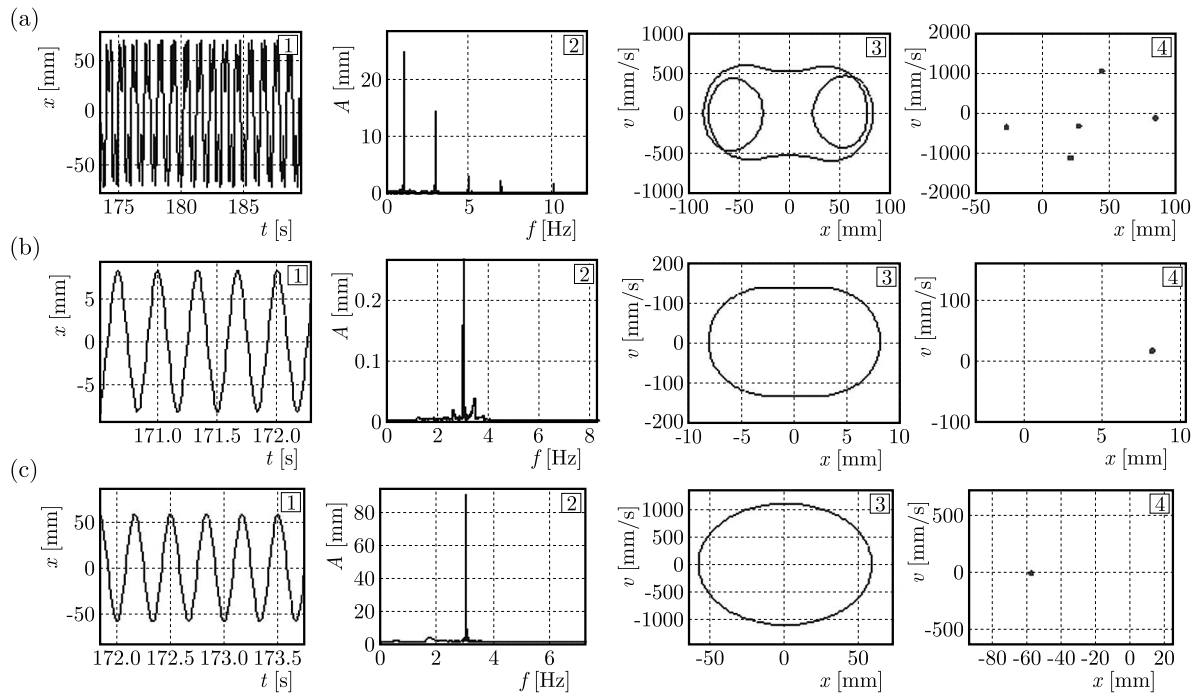 (a)
1
x [mm]
50
0
-50
175 180 185
t [s]
2
A [mm]
20
10
0
0 5 10
f [Hz]
3
v [mm/s]
1000
500
0
-500
-1000
-100 -50 0 50 100
x [mm]
4
v [mm/s]
2000
1000
0
-1000
2000
-50 0 50 100
x [mm]
(b)
1
x [mm]
5
0
-5
171.0 171.5 172.0
t [s]
2
A [mm]
0.2
0.1
0
0 2 4 6 8
f [Hz]
3
v [mm/s]
200
-100
0
-100
-200
-10 -5 0 5 10
x [mm]
4
v [mm/s]
100
0
-100
0 5 10
x [mm]
(c)
1
x [mm]
50
0
-50
172.0 172.5 173.0 173.5
t [s]
2
A [mm]
80
60
40
20
0
0 2 4 6
f [Hz]
3
v [mm/s]
1000
500
0
-500
-1000
-50 0 50
x [mm]
4
v [mm/s]
500
0
-500
-80 -60 -40 -20 0 20
x [mm]